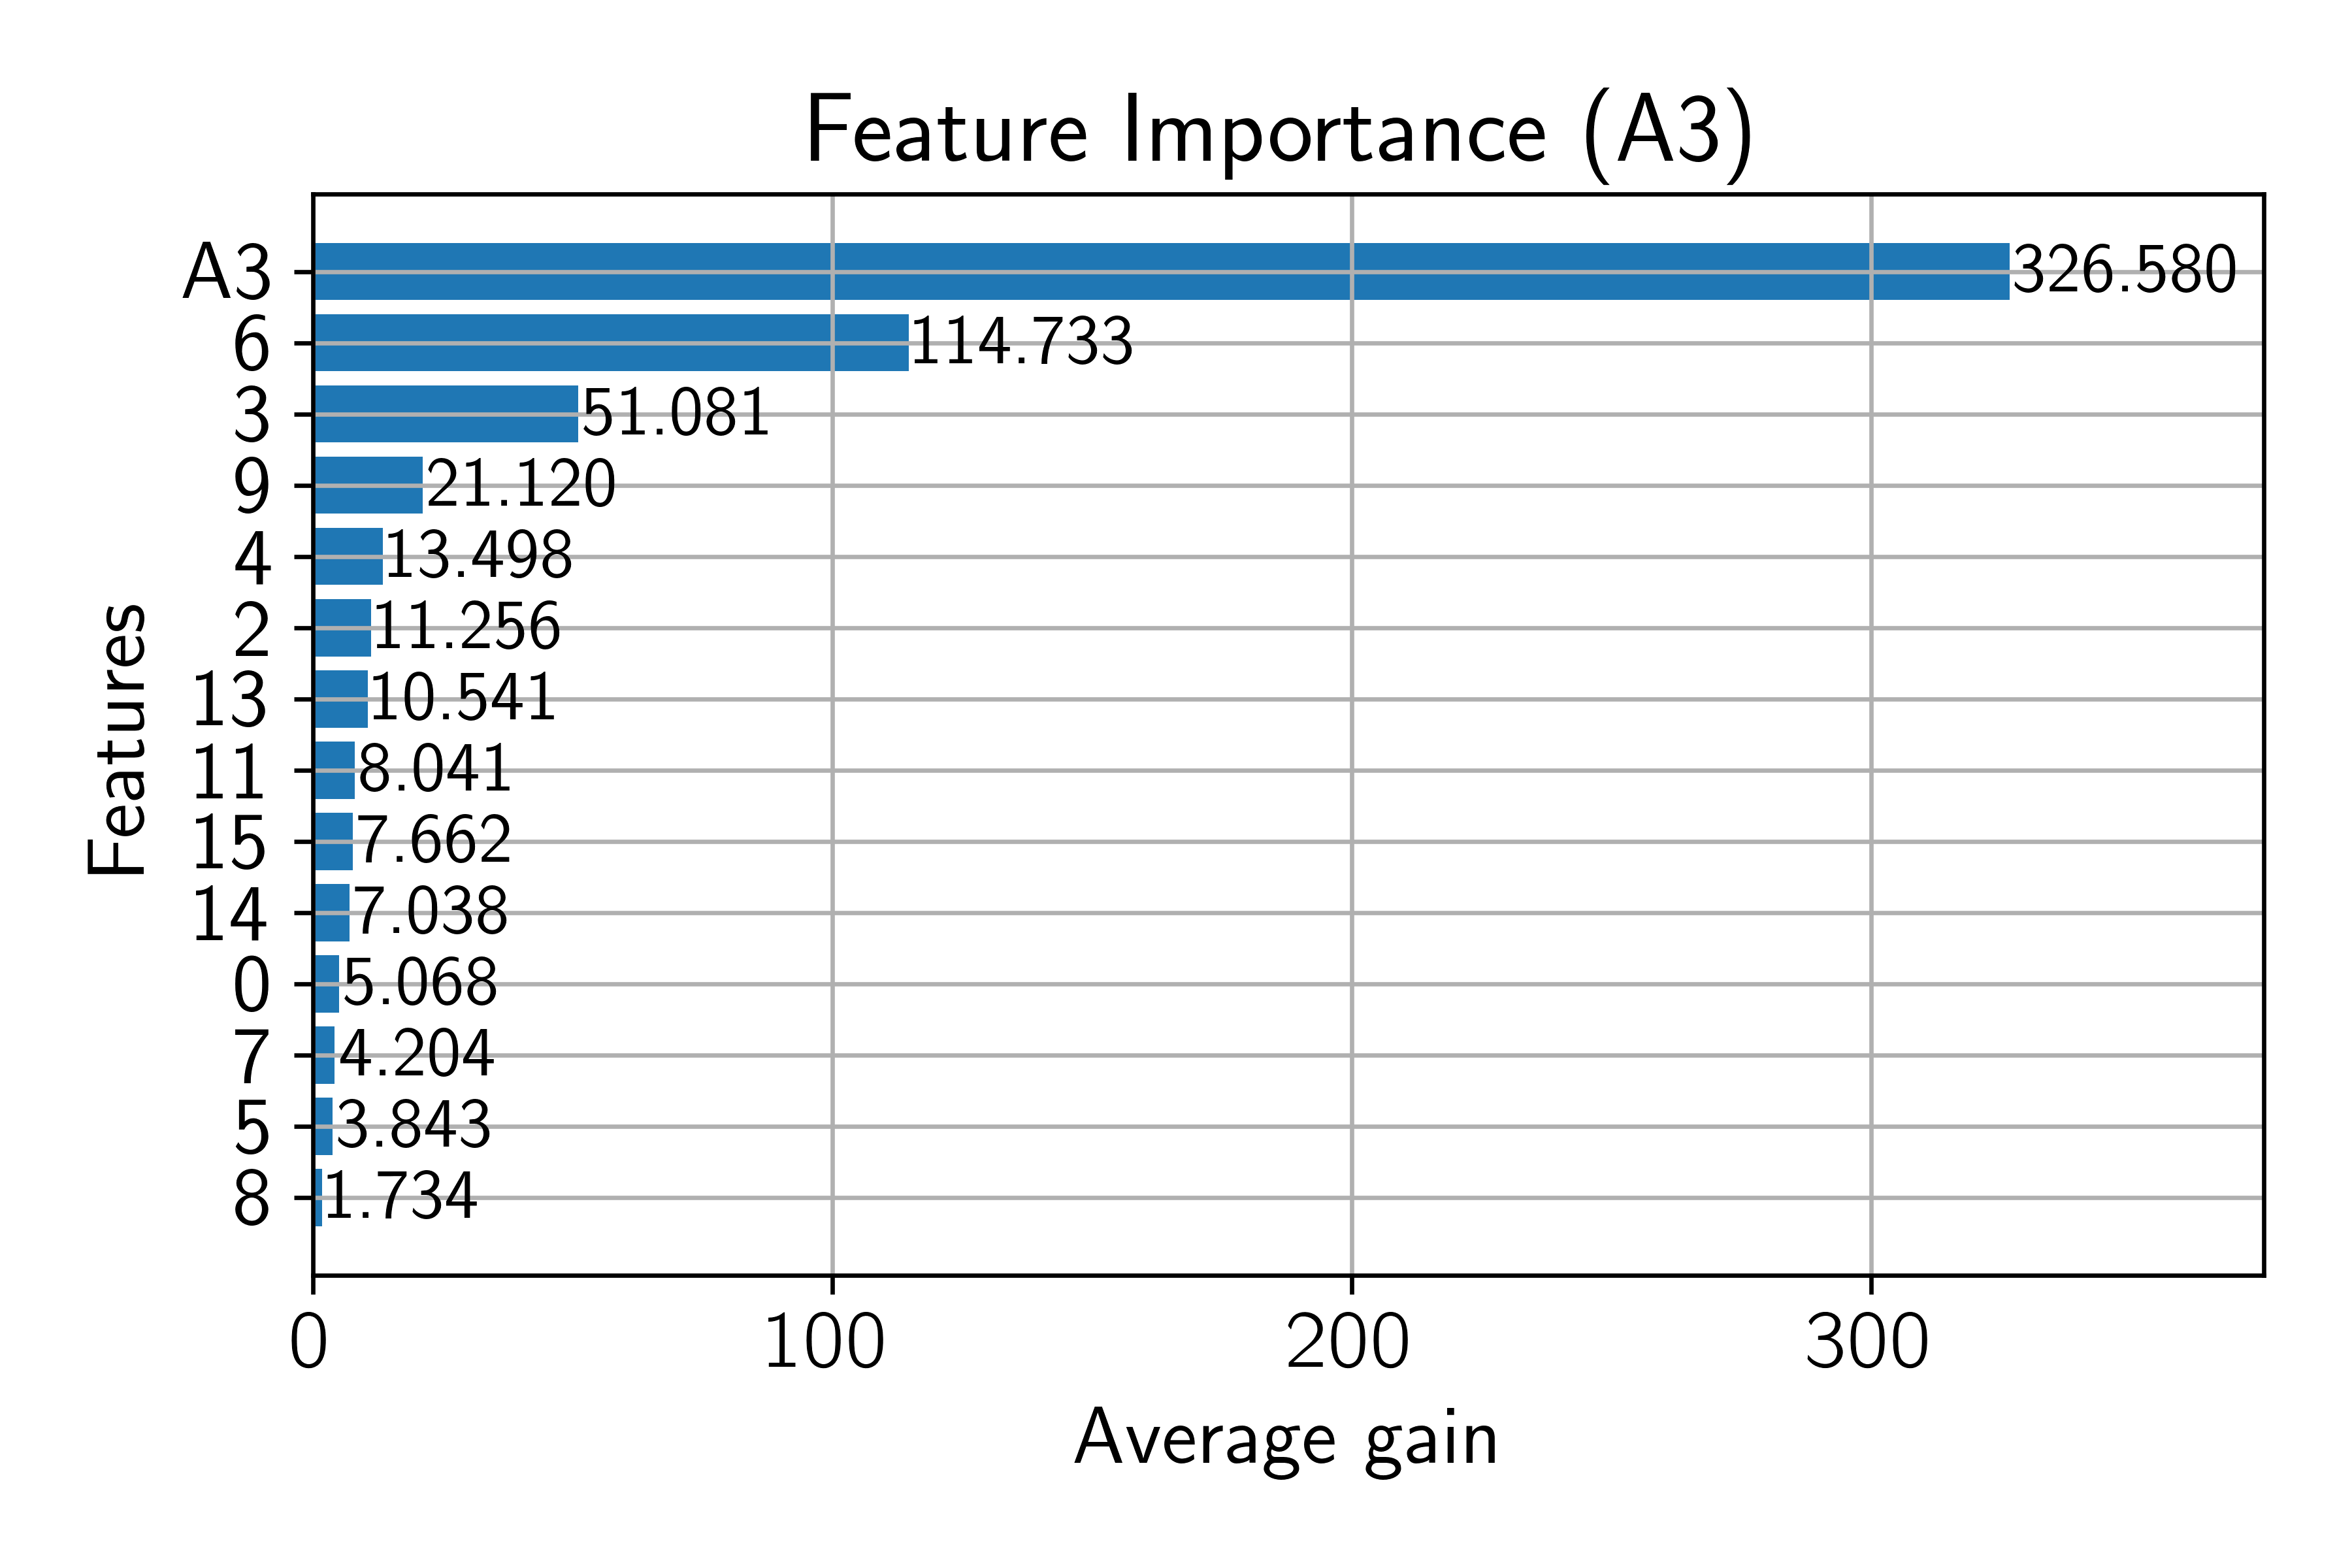 Feature Importance (A3)
A3 326.580
6 114.733
3 51.081
9 21.120
4 13.498
2 11.256
13 10.541
11 8.041
15 7.662
14 7.038
0 5.068
7 4.204
5 3.843
8 1.734
Features
0 100 200 300
Average gain